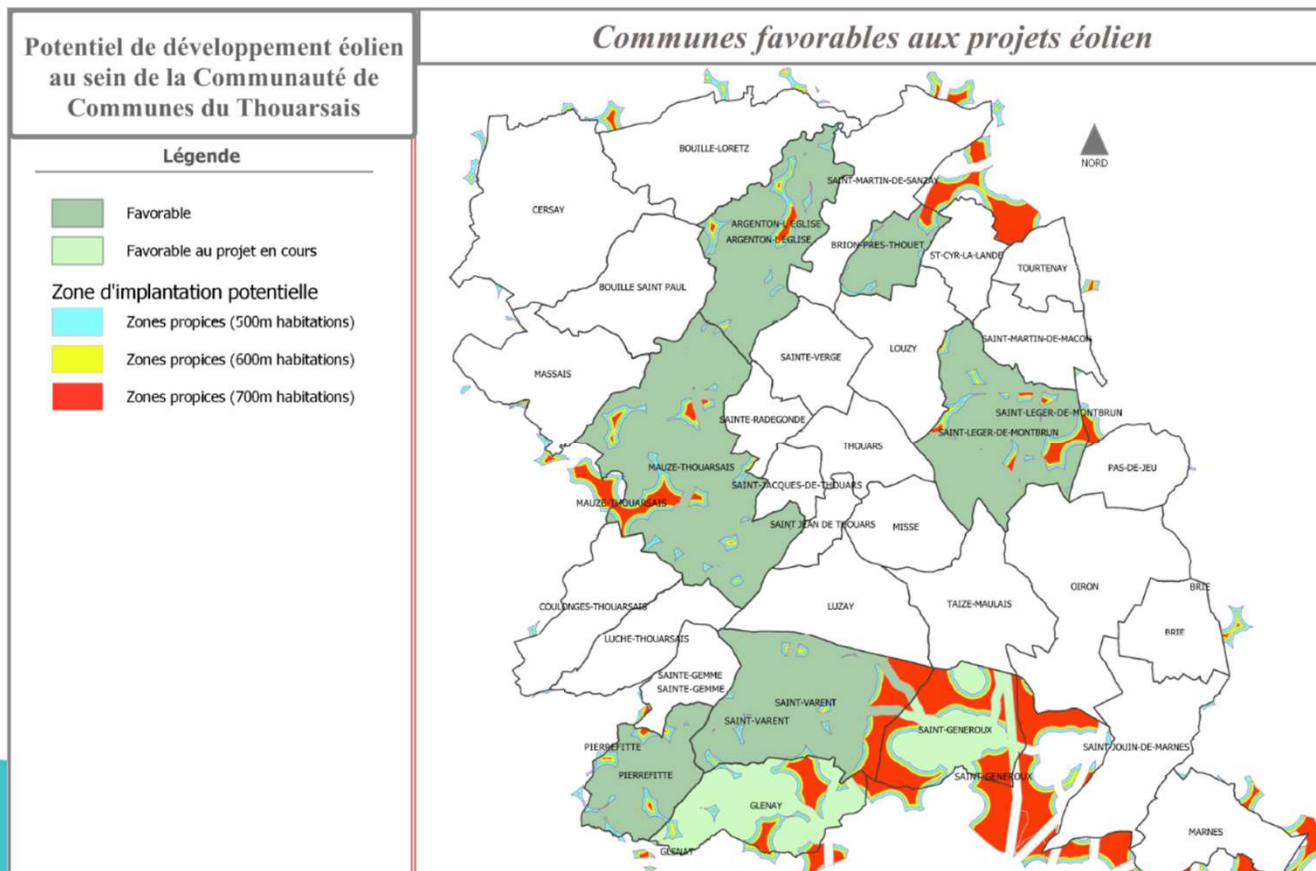 Potentiel de développement éolien
au sein de la Communauté de
Communes du Thouarsais
Légende
Favorable
Favorable au projet en cours
Zone d'implantation potentielle
Zones propices (500m habitations)
Zones propices (600m habitations)
Zones propices (700m habitations)
Communes favorables aux projets éolien
NORD
BOUILLE-LORETZ
SAINT-MARTIN-DE-SANZAY
CERSAY
ARGENTON-L'EGLISE
ARGENTON-L'EGLISE
BRION-PRES-THOUET
ST-CYR-LA-LANDE
TOURTENAY
BOUILLE SAINT PAUL
SAINT-MARTIN-DE-MACON
LOUZY
SAINTE-VERGE
MASSAIS
SAINT-LEGER-DE-MONTBRUN
SAINTE-RADEGONDE
SAINT-LEGER-DE-MONTBRUN
THOUARS
MAUZE-THOUARSAIS
PAS-DE-JEU
SAINT-JACQUES-DE-THOUARS
MAUZE-THOUARSAIS
SAINT JEAN DE THOUARS
MISSE
OIRON
BRIE
COULONGES-THOUARSAIS
LUZAY
TAIZE-MAULAIS
BRIE
LUCHE-THOUARSAIS
SAINTE-GEMME
SAINTE-GEMME
SAINT-VARENT
SAINT-VARENT
SAINT-GENEROUX
PIERREFITTE
SAINT-JOUIN-DE-MARNES
PIERREFITTE
SAINT-GENEROUX
GLENAY
MARNES
GLENAY